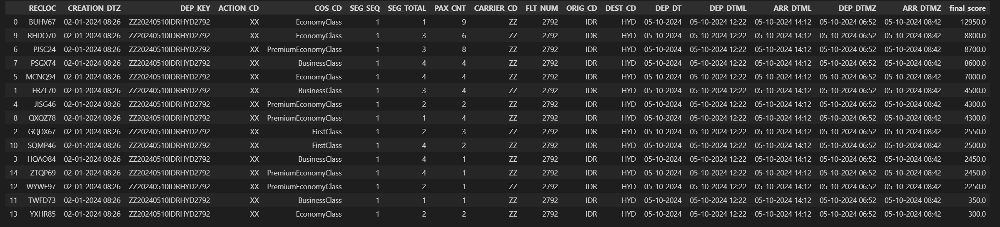 RECLOC CREATION_DTZ DEP_KEY ACTION_CD COS_CD SEG_SEQ SEG_TOTAL PAX_CNT CARRIER_CD FLT_NUM ORIG_CD DEST_CD DEP_DT DEP_DTML ARR_DTML DEP_DTMZ ARR_DTMZ final_score
0 BUHV67 02-01-2024 08:26 ZZ20240510IDRHYD2792 XX EconomyClass 1 1 9 ZZ 2792 IDR HYD 05-10-2024 05-10-2024 12:22 05-10-2024 14:12 05-10-2024 06:52 05-10-2024 08:42 12950.0
9 RHDO70 02-01-2024 08:26 ZZ20240510IDRHYD2792 XX EconomyClass 1 3 6 ZZ 2792 IDR HYD 05-10-2024 05-10-2024 12:22 05-10-2024 14:12 05-10-2024 06:52 05-10-2024 08:42 8800.0
6 PJSC24 02-01-2024 08:26 ZZ20240510IDRHYD2792 XX PremiumEconomyClass 1 3 8 ZZ 2792 IDR HYD 05-10-2024 05-10-2024 12:22 05-10-2024 14:12 05-10-2024 06:52 05-10-2024 08:42 8700.0
7 PSGX74 02-01-2024 08:26 ZZ20240510IDRHYD2792 XX BusinessClass 1 4 4 ZZ 2792 IDR HYD 05-10-2024 05-10-2024 12:22 05-10-2024 14:12 05-10-2024 06:52 05-10-2024 08:42 8600.0
5 MCNQ94 02-01-2024 08:26 ZZ20240510IDRHYD2792 XX EconomyClass 1 4 4 ZZ 2792 IDR HYD 05-10-2024 05-10-2024 12:22 05-10-2024 14:12 05-10-2024 06:52 05-10-2024 08:42 7000.0
1 ERZL70 02-01-2024 08:26 ZZ20240510IDRHYD2792 XX BusinessClass 1 3 4 ZZ 2792 IDR HYD 05-10-2024 05-10-2024 12:22 05-10-2024 14:12 05-10-2024 06:52 05-10-2024 08:42 4500.0
4 JISG46 02-01-2024 08:26 ZZ20240510IDRHYD2792 XX PremiumEconomyClass 1 2 2 ZZ 2792 IDR HYD 05-10-2024 05-10-2024 12:22 05-10-2024 14:12 05-10-2024 06:52 05-10-2024 08:42 4300.0
8 QXQZ78 02-01-2024 08:26 ZZ20240510IDRHYD2792 XX PremiumEconomyClass 1 1 4 ZZ 2792 IDR HYD 05-10-2024 05-10-2024 12:22 05-10-2024 14:12 05-10-2024 06:52 05-10-2024 08:42 4300.0
2 GQDX67 02-01-2024 08:26 ZZ20240510IDRHYD2792 XX FirstClass 1 2 3 ZZ 2792 IDR HYD 05-10-2024 05-10-2024 12:22 05-10-2024 14:12 05-10-2024 06:52 05-10-2024 08:42 2550.0
10 SQMP46 02-01-2024 08:26 ZZ20240510IDRHYD2792 XX FirstClass 1 4 2 ZZ 2792 IDR HYD 05-10-2024 05-10-2024 12:22 05-10-2024 14:12 05-10-2024 06:52 05-10-2024 08:42 2500.0
3 HQAO84 02-01-2024 08:26 ZZ20240510IDRHYD2792 XX BusinessClass 1 4 1 ZZ 2792 IDR HYD 05-10-2024 05-10-2024 12:22 05-10-2024 14:12 05-10-2024 06:52 05-10-2024 08:42 2450.0
14 ZTQP69 02-01-2024 08:26 ZZ20240510IDRHYD2792 XX PremiumEconomyClass 1 4 1 ZZ 2792 IDR HYD 05-10-2024 05-10-2024 12:22 05-10-2024 14:12 05-10-2024 06:52 05-10-2024 08:42 2450.0
12 WYWE97 02-01-2024 08:26 ZZ20240510IDRHYD2792 XX PremiumEconomyClass 1 2 1 ZZ 2792 IDR HYD 05-10-2024 05-10-2024 12:22 05-10-2024 14:12 05-10-2024 06:52 05-10-2024 08:42 2250.0
11 TWFD73 02-01-2024 08:26 ZZ20240510IDRHYD2792 XX BusinessClass 1 1 1 ZZ 2792 IDR HYD 05-10-2024 05-10-2024 12:22 05-10-2024 14:12 05-10-2024 06:52 05-10-2024 08:42 350.0
13 YXHR85 02-01-2024 08:26 ZZ20240510IDRHYD2792 XX EconomyClass 1 2 2 ZZ 2792 IDR HYD 05-10-2024 05-10-2024 12:22 05-10-2024 14:12 05-10-2024 06:52 05-10-2024 08:42 300.0